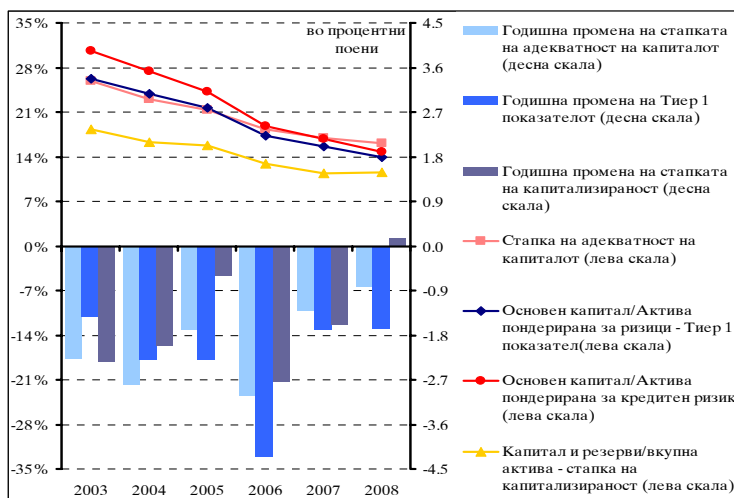 35%
28%
21%
14%
7%
0%
-7%
-14%
-21%
-28%
-35%
во процентни
поени
4.5
3.6
2.7
1.8
0.9
0.0
-0.9
-1.8
-2.7
-3.6
-4.5
2003 2004 2005 2006 2007 2008
Годишна промена на стапката
на адекватност на капиталот
(десна скала)
Годишна промена на Тиер 1
показателот (десна скала)
Годишна промена на стапката
на капитализираност (десна
скала)
Стапка на адекватност на
капиталот (лева скала)
Основен капитал/Актива
пондерирана за ризици - Тиер 1
показател(лева скала)
Основен капитал/Актива
пондерирана за кредитен ризик
(лева скала)
Капитал и резерви/вкупна
актива - стапка на
капитализираност (лева скала)